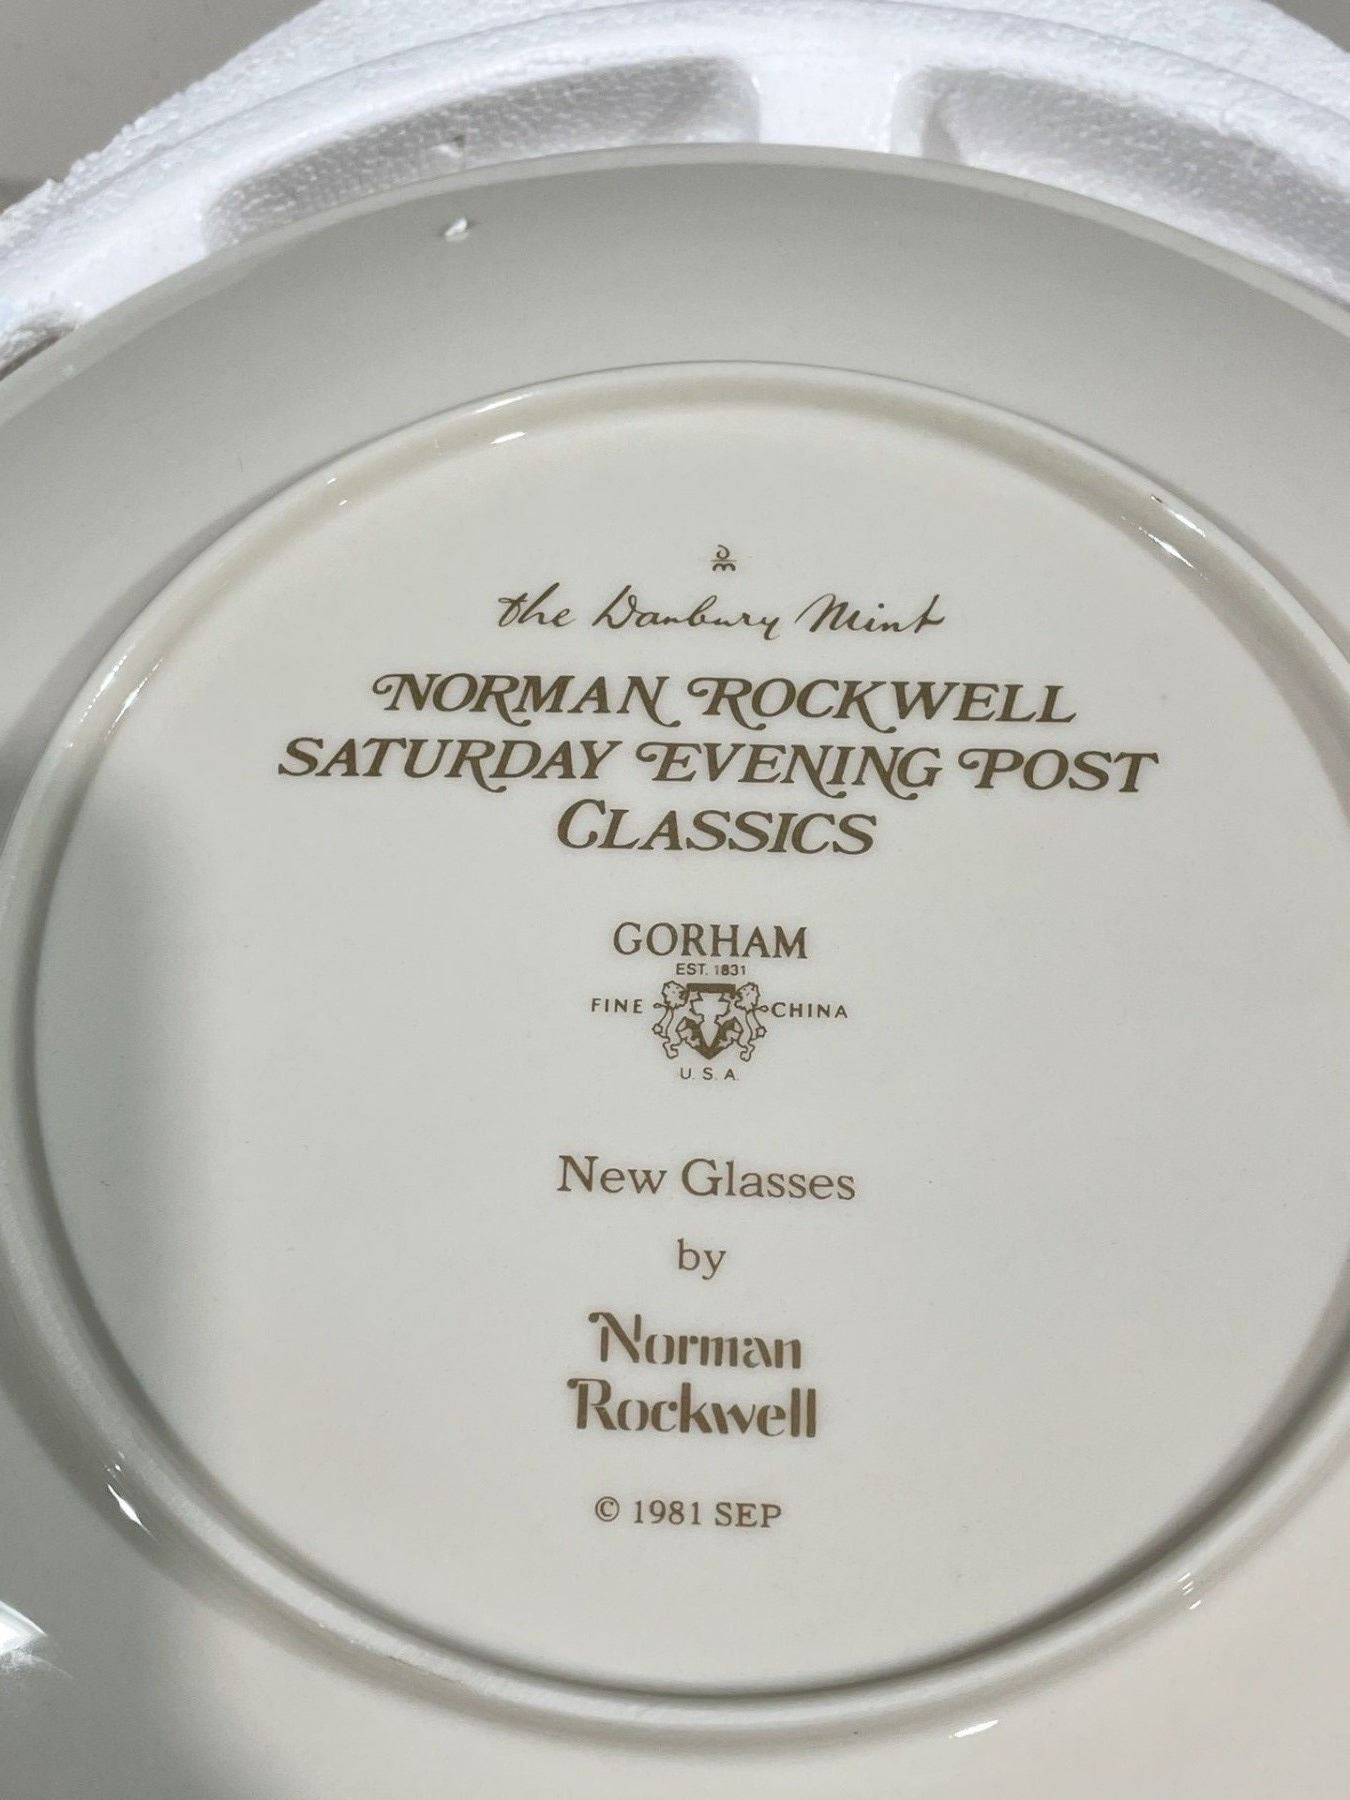 the Danbury Mint
NORMAN ROCKWELL
SATURDAY EVENING POST
CLASSICS
GORHAM
EST. 1831
FINE CHINA
U.S.A.
New Glasses
by
Norman
Rockwell
© 1981 SEP